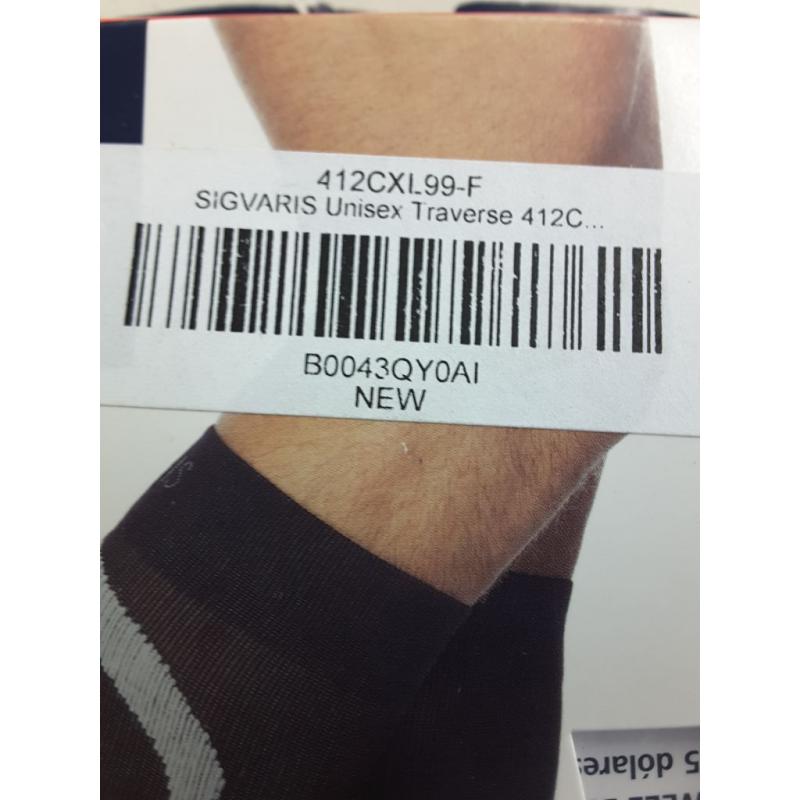 412CXL99-F
SIGVARIS Unisex Traverse 412C...
B0043QY0AI
NEW
5 dólares